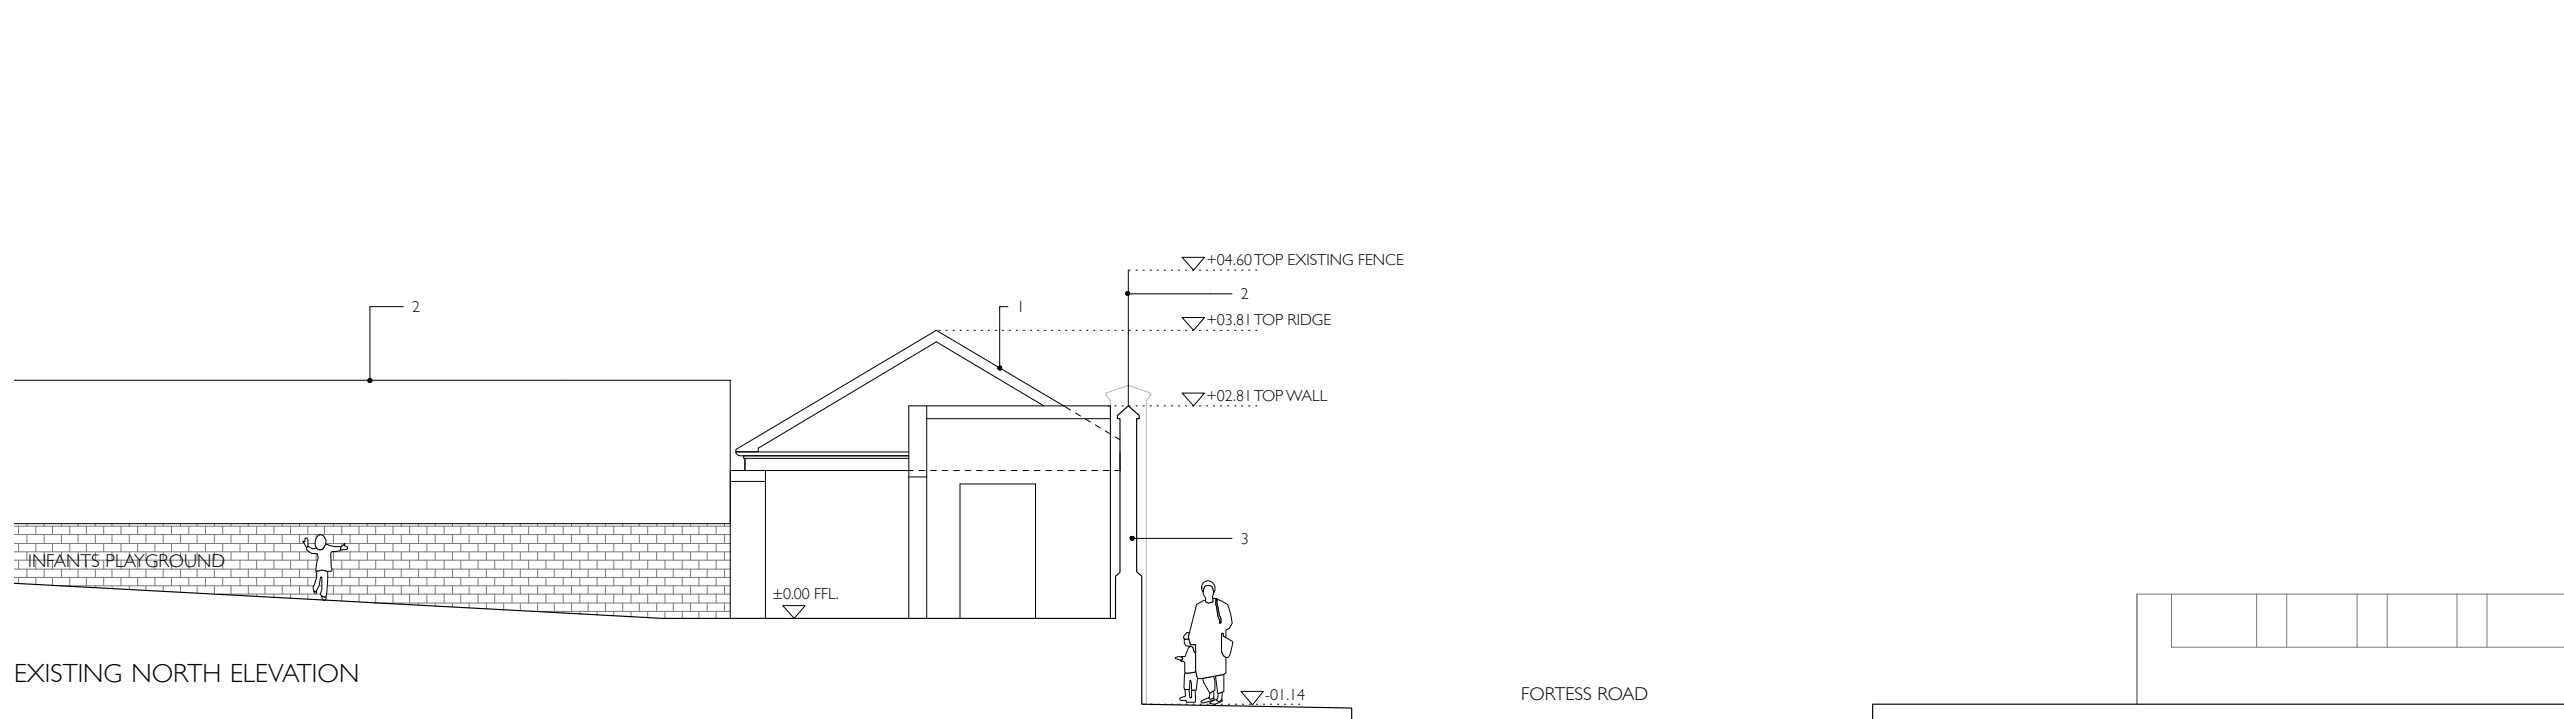 +04.60 TOP EXISTING FENCE
2
2
1
+03.81 TOP RIDGE
+02.81 TOP WALL
3
INFANTS PLAYGROUND
±0.00 FFL.
EXISTING NORTH ELEVATION
-01.14
FORTESS ROAD